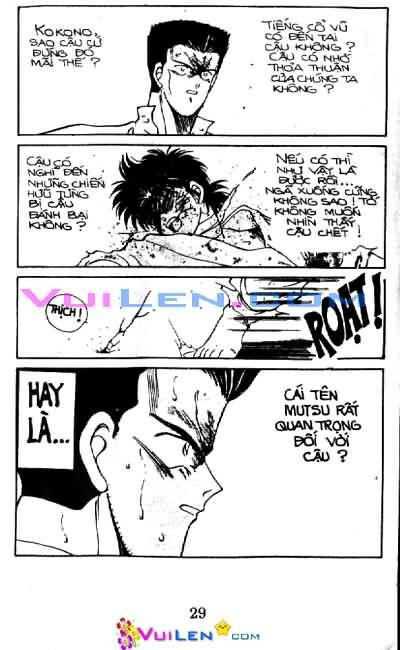 KOKONO,
SAO CẬU CỨ
ĐỨNG ĐÓ
MÃI THẾ ?
TIẾNG CỔ VŨ
CÓ ĐẾN TAI
CẬU KHÔNG ?
CẬU CÓ NHỚ
THỎA THUẬN
CỦA CHÚNG TA
KHÔNG ?
CẬU CÓ
NGHĨ ĐẾN
NHỮNG CHIẾN
HỮU TỪNG
BỊ CẬU
ĐÁNH BẠI
KHÔNG ?
NẾU CÓ THÌ
NHƯ VẬY LÀ
ĐƯỢC RỒI...
NGÃ XUỐNG CŨNG
KHÔNG SAO ! TỚ
KHÔNG MUỐN
NHÌN THẤY
CẬU CHẾT !
THỊCH !
VUILEN.COM
ROẠT !
HAY
LÀ...
CÁI TÊN
MUTSU RẤT
QUAN TRỌNG
ĐỐI VỚI
CẬU ?
29
VUILEN.COM